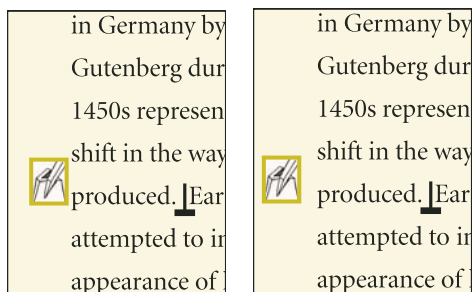 in Germany by
Gutenberg dur
1450s represen
shift in the way
produced. Ear
attempted to in
appearance of
in Germany by
Gutenberg dur
1450s represen
shift in the way
produced. Ear
attempted to in
appearance of